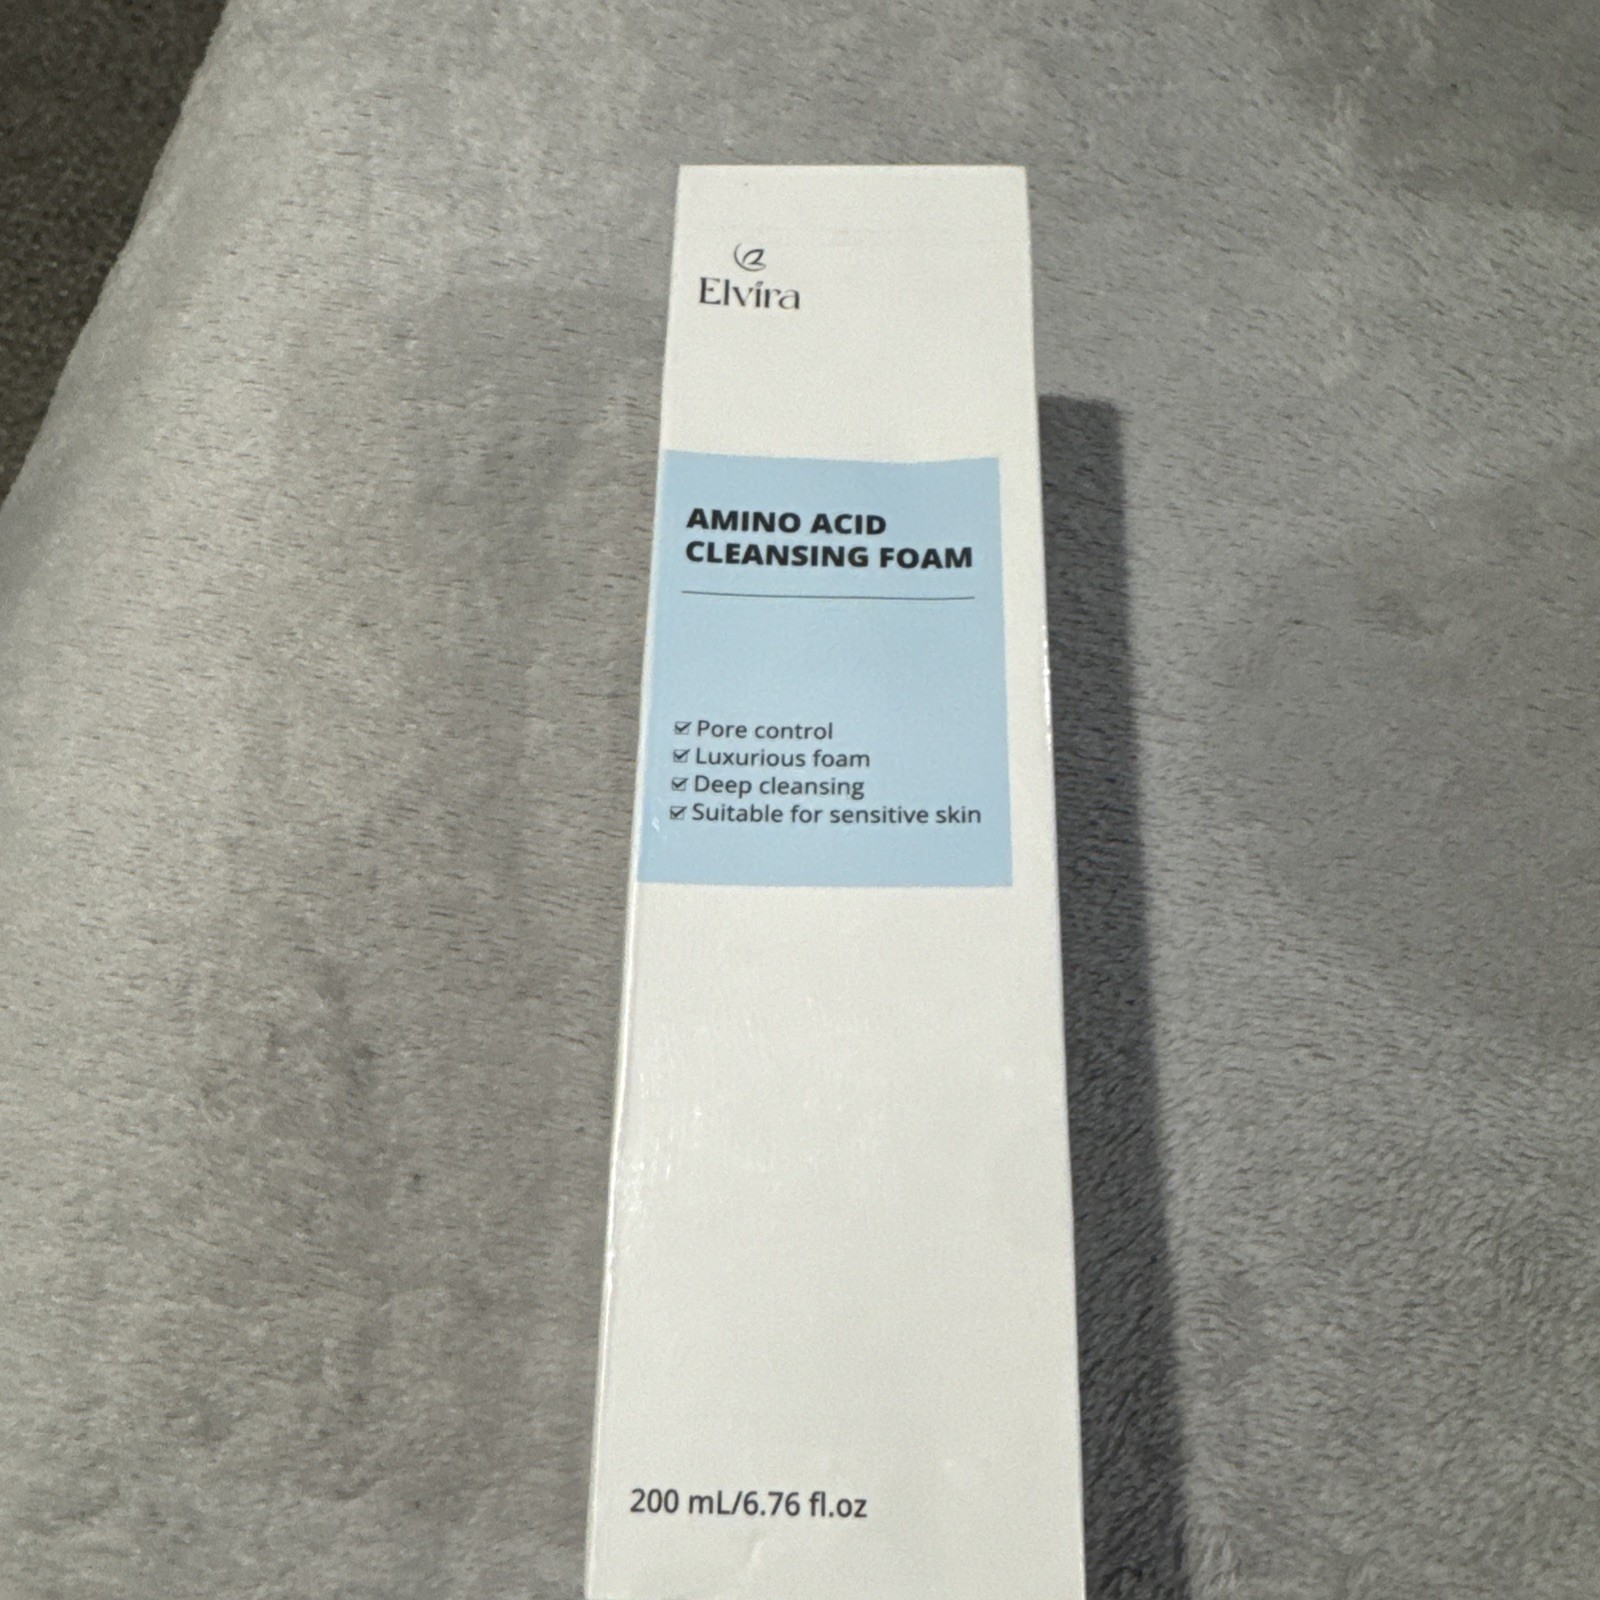 Elvira
AMINO ACID
CLEANSING FOAM
☑ Pore control
☑ Luxurious foam
☑ Deep cleansing
☑ Suitable for sensitive skin
200 mL/6.76 fl.oz